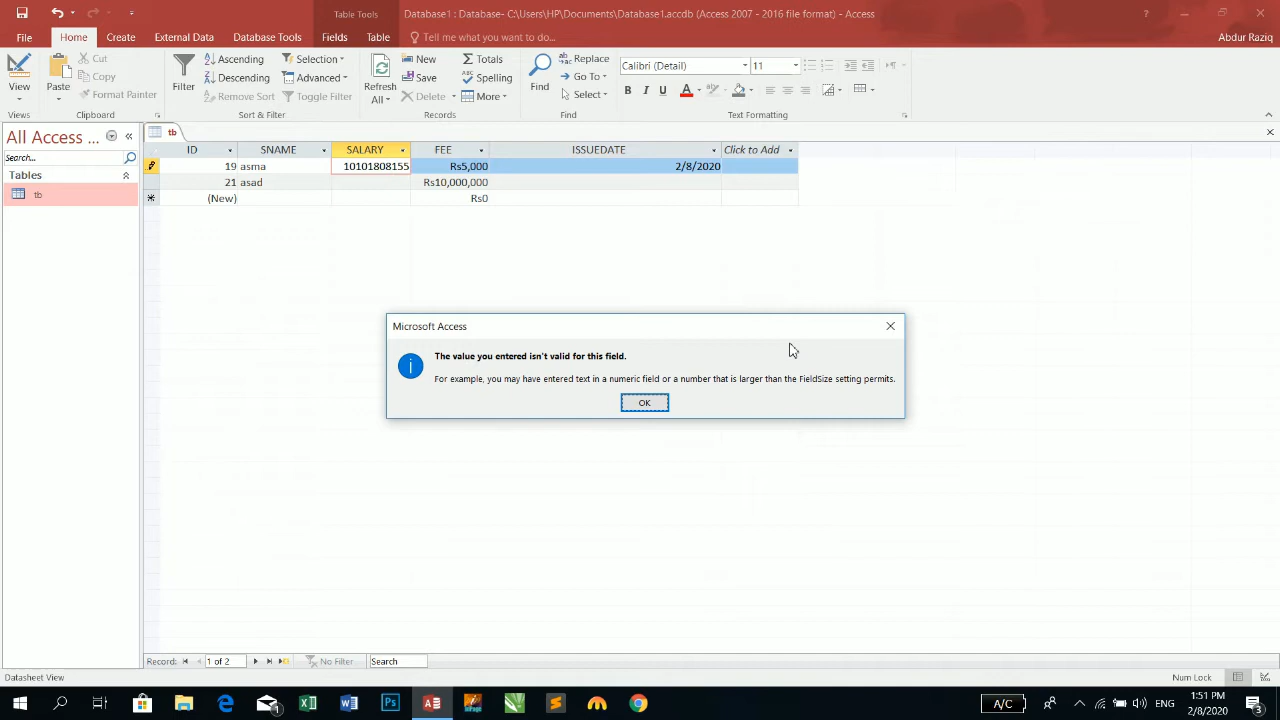 Table Tools
Database1 : Database- C:\Users\HP\Documents\Database1.accdb (Access 2007 - 2016 file format) - Access
File Home Create External Data Database Tools Fields Table Tell me what you want to do... Abdur Raziq
View
Paste
Cut
Copy
Format Painter
Clipboard
Filter
Ascending
Descending
Remove Sort
Selection
Advanced
Toggle Filter
Sort & Filter
Refresh
All
New
Save
Delete
Totals
Spelling
More
Records
Find
Replace
Go To
Select
Find
Calibri (Detail) 11
B I U A
Text Formatting
All Access ...
Search...
Tables
tb
tb
ID SNAME SALARY FEE ISSUEDATE Click to Add
19 asma 10101808155 Rs5,000 2/8/2020
21 asad Rs10,000,000
(New) Rs0
Microsoft Access
The value you entered isn't valid for this field.
For example, you may have entered text in a numeric field or a number that is larger than the FieldSize setting permits.
OK
Record: 1 of 2 No Filter Search
Datasheet View Num Lock
A/C ENG 1:51 PM
2/8/2020